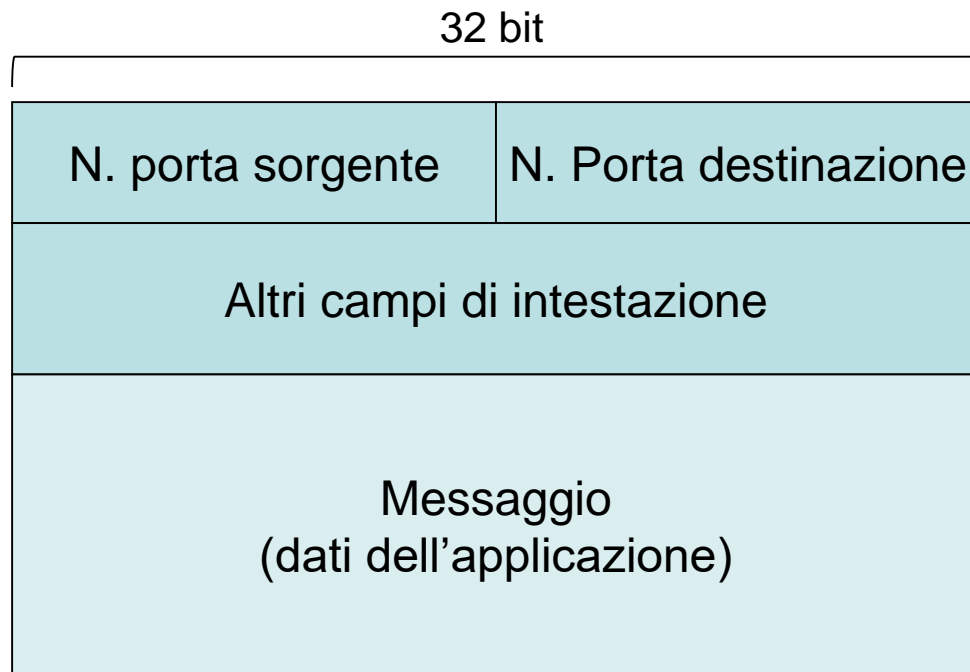 32 bit
N. porta sorgente
N. Porta destinazione
Altri campi di intestazione
Messaggio
(dati dell’applicazione)